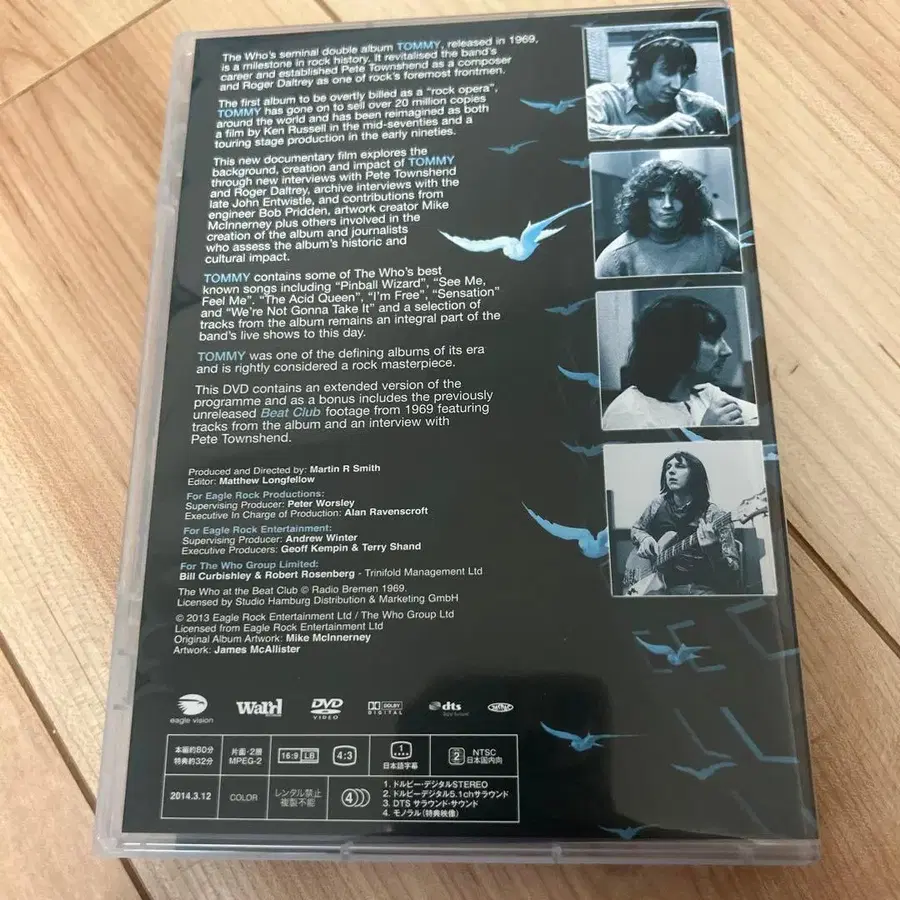 The Who's seminal double album TOMMY, released in 1969,
is a milestone in rock history. It revitalised the band's
career and established Pete Townshend as a composer
and Roger Daltrey as one of rock's foremost frontmen.
The first album to be overtly billed as a "rock opera",
TOMMY has gone on to sell over 20 million copies
around the world and has been reimagined as both
a film by Ken Russell in the mid-seventies and a
touring stage production in the early nineties.
This new documentary film explores the
background, creation and impact of TOMMY
through new interviews with Pete Townshend
and Roger Daltrey, archive interviews with the
late John Entwistle, and contributions from
engineer Bob Pridden, artwork creator Mike
McInnerney plus others involved in the
creation of the album and journalists
who assess the album's historic and
cultural impact.
TOMMY contains some of The Who's best
known songs including "Pinball Wizard", "See Me,
Feel Me". "The Acid Queen", "I'm Free", "Sensation"
and "We're Not Gonna Take It" and a selection of
tracks from the album remains an integral part of the
band's live shows to this day.
TOMMY was one of the defining albums of its era
and is rightly considered a rock masterpiece.
This DVD contains an extended version of the
programme and as a bonus includes the previously
unreleased Beat Club footage from 1969 featuring
tracks from the album and an interview with
Pete Townshend.
Produced and Directed by: Martin R Smith
Editor: Matthew Longfellow
For Eagle Rock Productions:
Supervising Producer: Peter Worsley
Executive In Charge of Production: Alan Ravenscroft
For Eagle Rock Entertainment:
Supervising Producer: Andrew Winter
Executive Producers: Geoff Kempin & Terry Shand
For The Who Group Limited:
Bill Curbishley & Robert Rosenberg - Trinifold Management Ltd
The Who at the Beat Club © Radio Bremen 1969.
Licensed by Studio Hamburg Distribution & Marketing GmbH
© 2013 Eagle Rock Entertainment Ltd / The Who Group Ltd
Licensed from Eagle Rock Entertainment Ltd
Original Album Artwork: Mike McInnerney
Artwork: James McAllister
eagle vision
Ward
DVD VIDEO
DOLBY DIGITAL
dts
本編約80分
特典約32分
片面・2層
MPEG-2
16:9 LB
4:3
1
日本語字幕
2
NTSC
日本国内向
2014.3.12
COLOR
レンタル禁止
複製不能
4
1. ドルビー・デジタルSTEREO
2. ドルビーデジタル5.1chサラウンド
3. DTS サラウンド・サウンド
4. モノラル(特典映像)